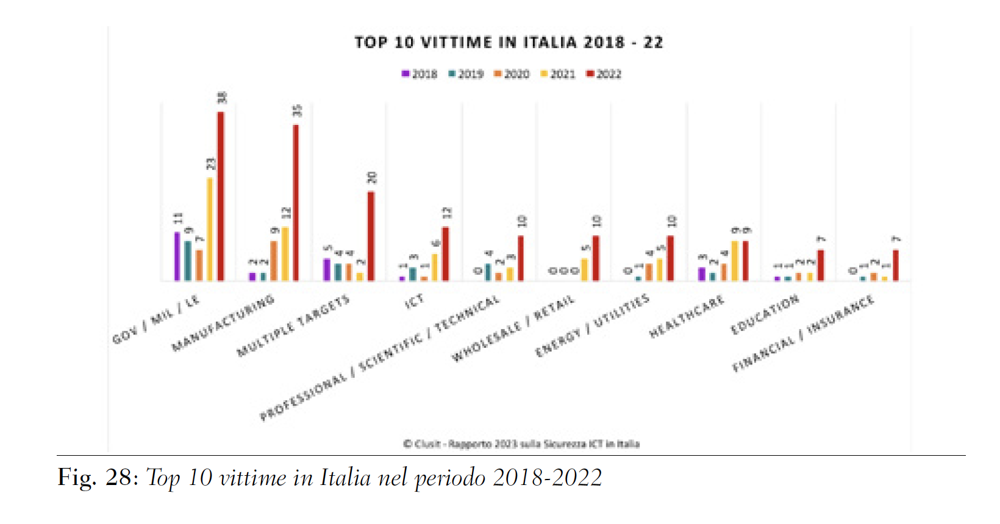 TOP 10 VITTIME IN ITALIA 2018 - 22
2018 2019 2020 2021 2022
11 9 7 23 38
2 2 9 12 35
5 4 4 2 20
1 3 1 6 12
0 4 2 3 10
0 0 0 5 10
0 1 4 5 10
3 2 4 9 9
1 1 2 2 7
0 1 2 1 7
GOV / MIL / LE
MANUFACTURING
MULTIPLE TARGETS
ICT
PROFESSIONAL / SCIENTIFIC / TECHNICAL
WHOLESALE / RETAIL
ENERGY / UTILITIES
HEALTHCARE
EDUCATION
FINANCIAL / INSURANCE
© Clusit - Rapporto 2023 sulla Sicurezza ICT in Italia
Fig. 28: Top 10 vittime in Italia nel periodo 2018-2022